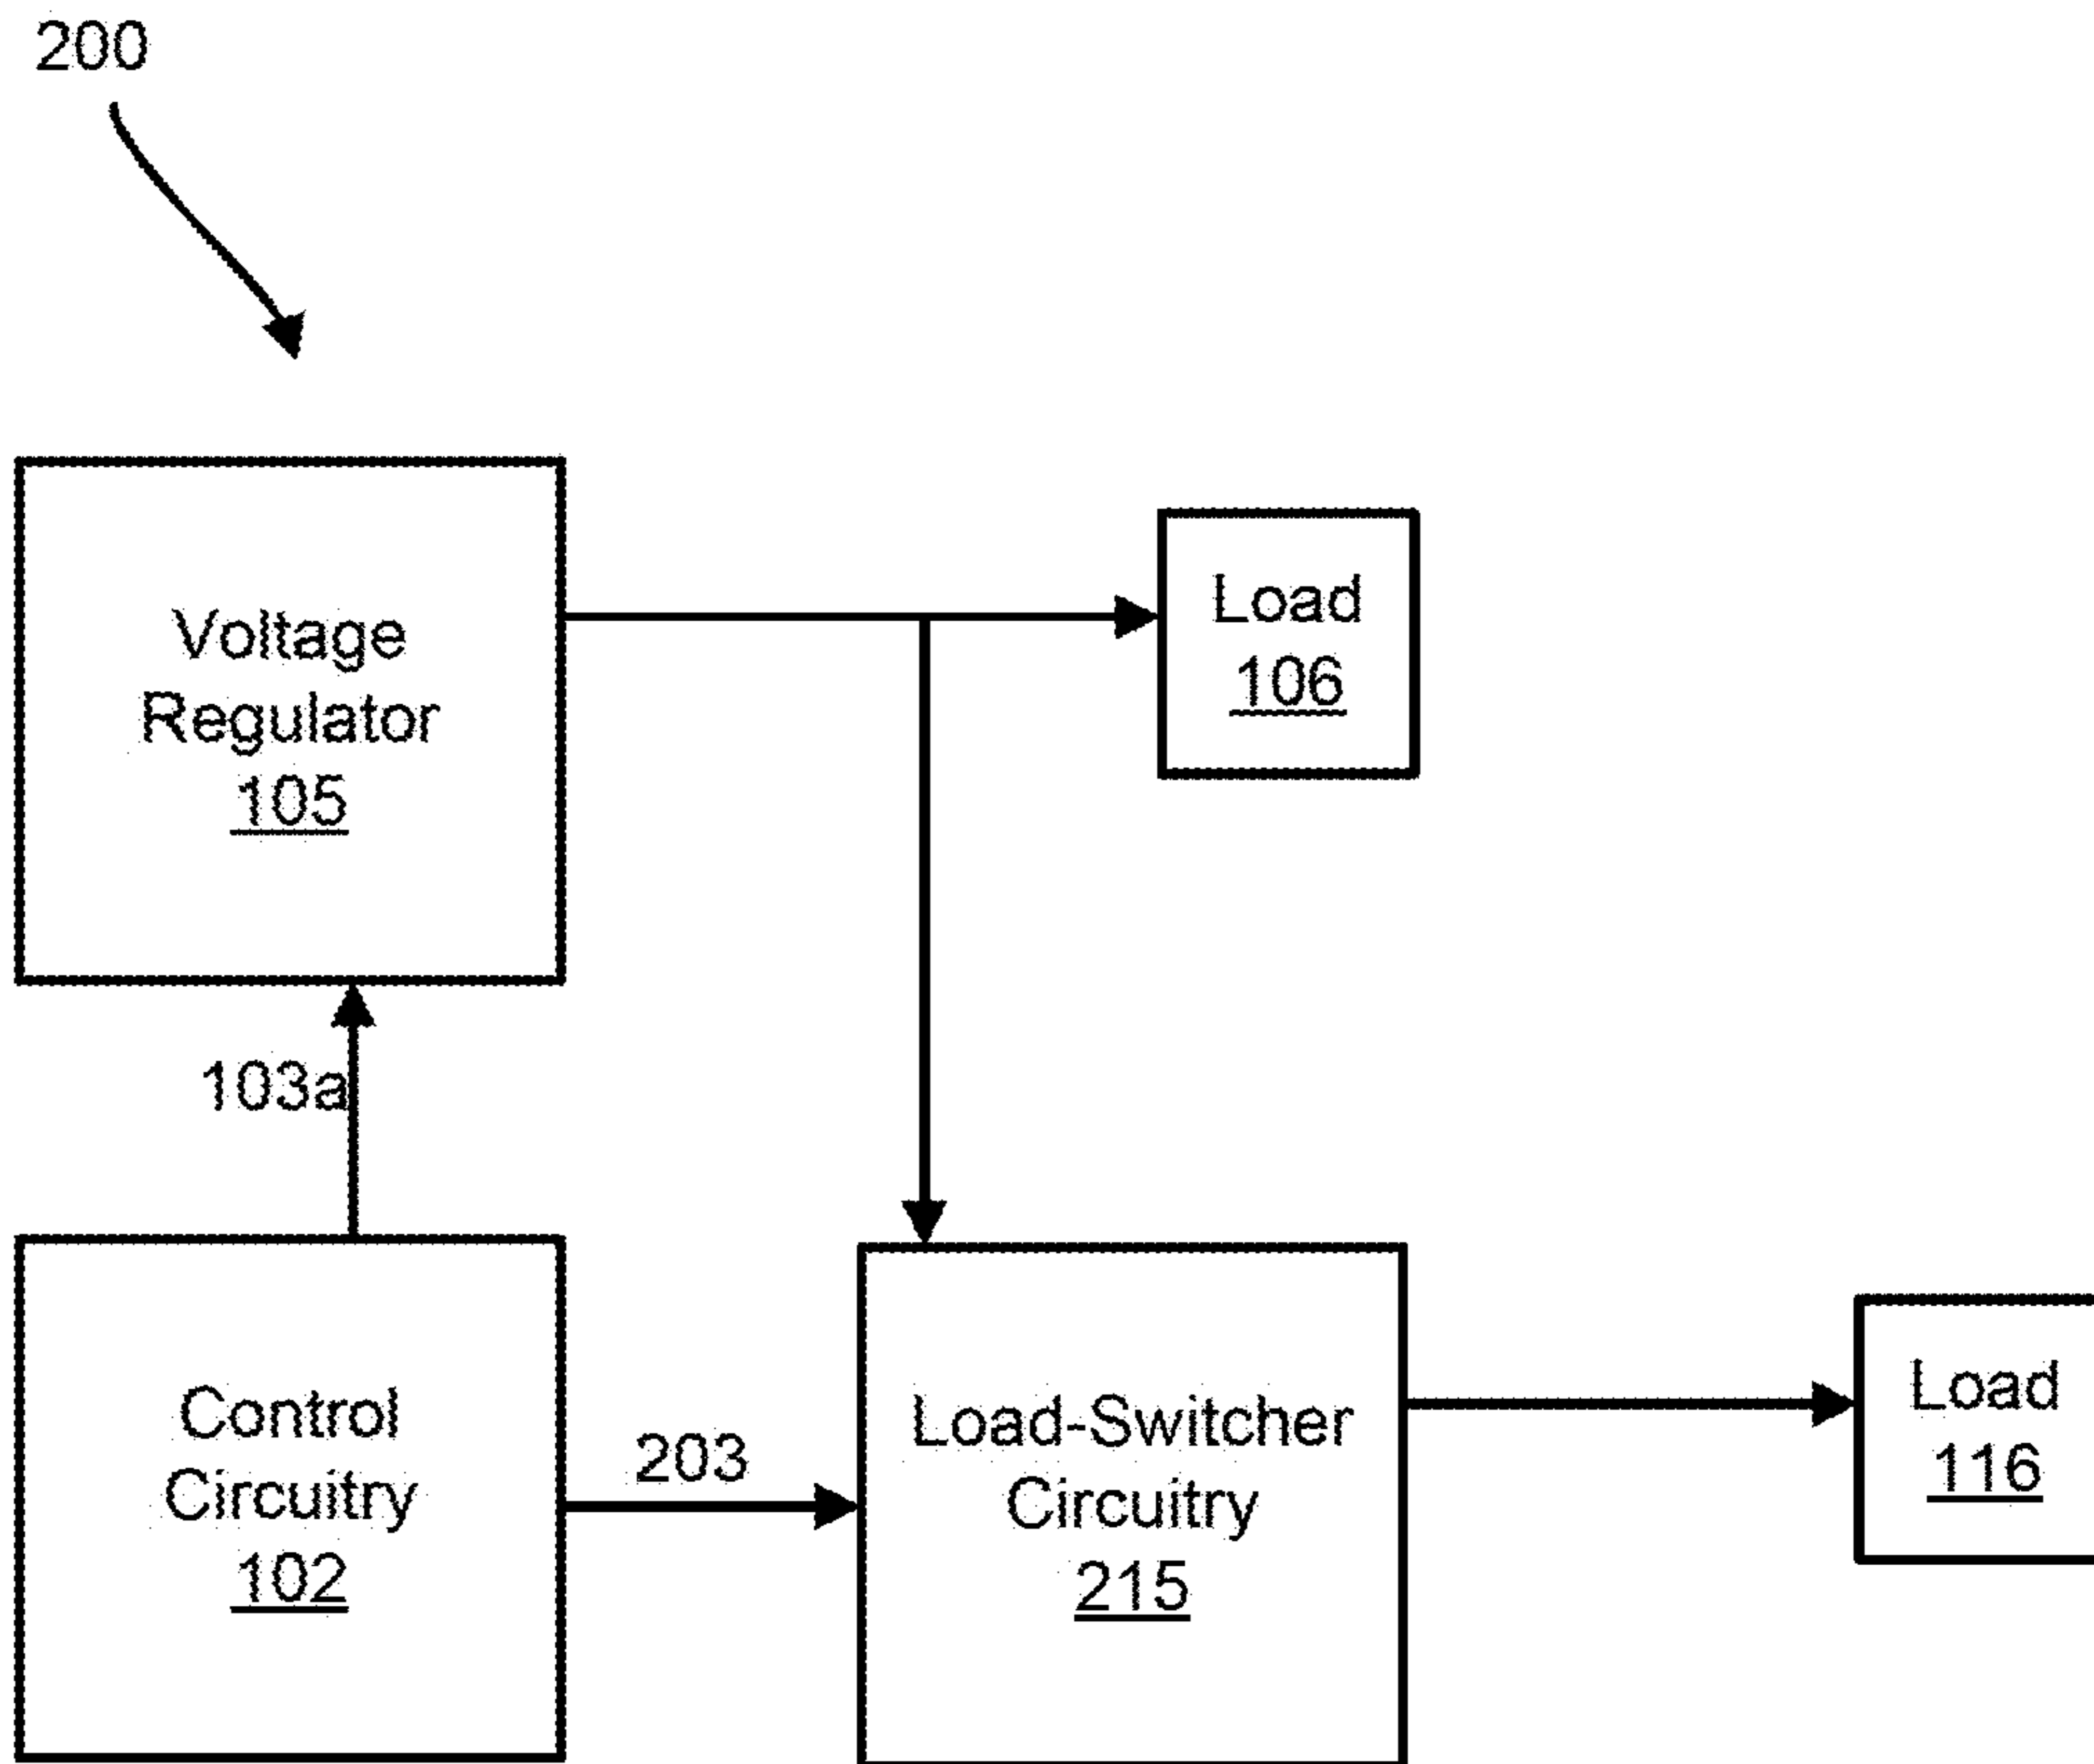 200
Voltage
Regulator
105
Load
106
103a
Control
Circuitry
102
203
Load-Switcher
Circuitry
215
Load
116